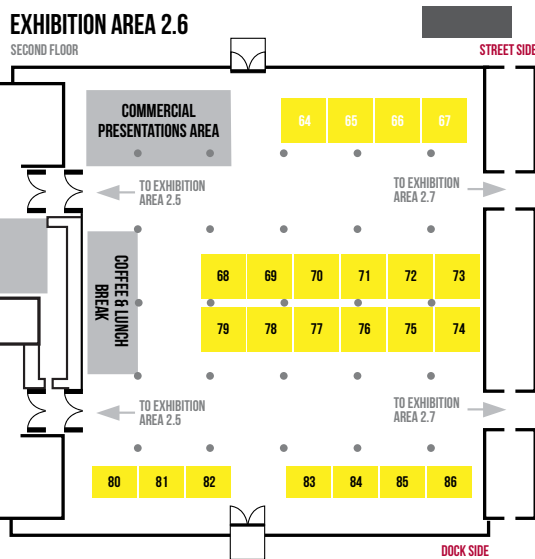 EXHIBITION AREA 2.6
SECOND FLOOR
STREET SIDE
COMMERCIAL
PRESENTATIONS AREA
64 65 66 67
TO EXHIBITION
AREA 2.5
TO EXHIBITION
AREA 2.7
COFFEE & LUNCH
BREAK
68 69 70 71 72 73
79 78 77 76 75 74
TO EXHIBITION
AREA 2.5
TO EXHIBITION
AREA 2.7
80 81 82 83 84 85 86
DOCK SIDE